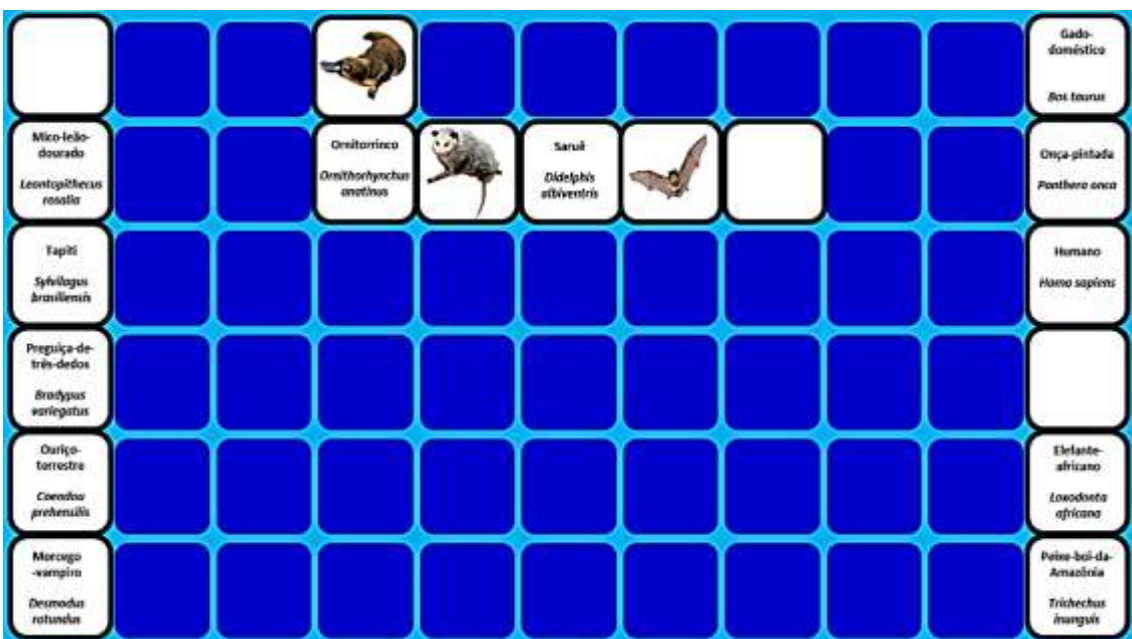 Gado-
doméstico
Bos taurus
Mico-leão-
dourado
Leontopithecus
rosalia
Ornitorrinco
Ornithorhynchus
anatinus
Saruê
Didelphis
albiventris
Onça-pintada
Panthera onca
Tapiti
Sylvilagus
brasiliensis
Humano
Homo sapiens
Preguiça-de-
três-dedos
Bradypus
variegatus
Ouriço-
terrestre
Coendou
prehensilis
Elefante-
africano
Loxodonta
africana
Morcego
-vampiro
Desmodus
rotundus
Peixe-boi-da-
Amazônia
Trichechus
inunguis